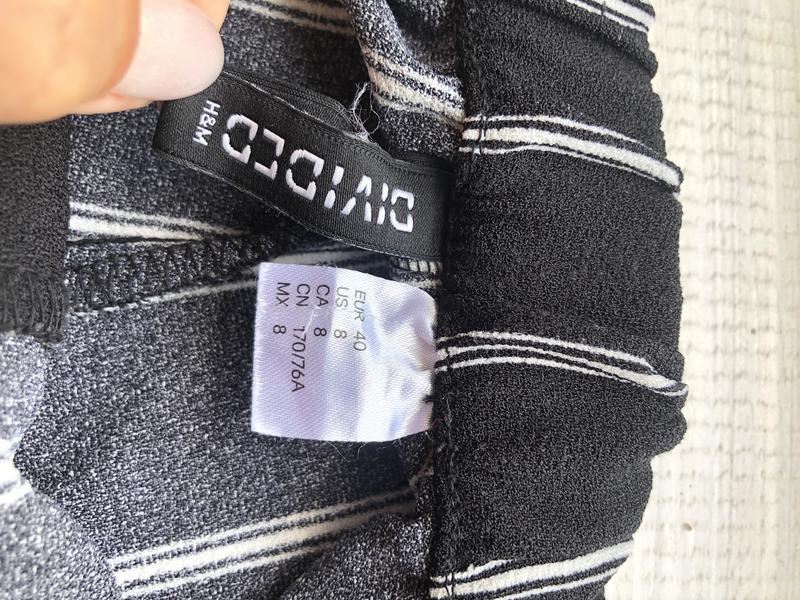 DIVIDED
H&M
EUR 40
US 8
CA 8
CN 170/76A
MX 8